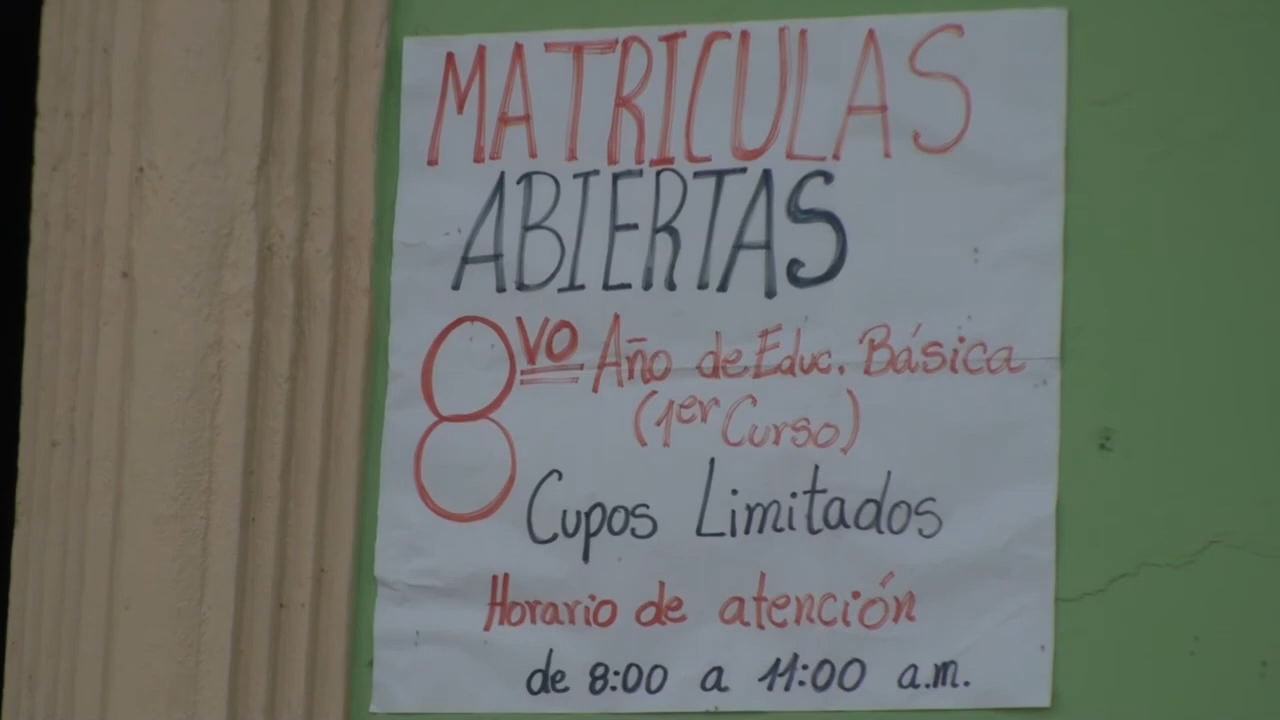 MATRICULAS
ABIERTAS
8vo Año de Educ. Básica
(1er Curso)
Cupos Limitados
Horario de atención
de 8:00 a 11:00 a.m.